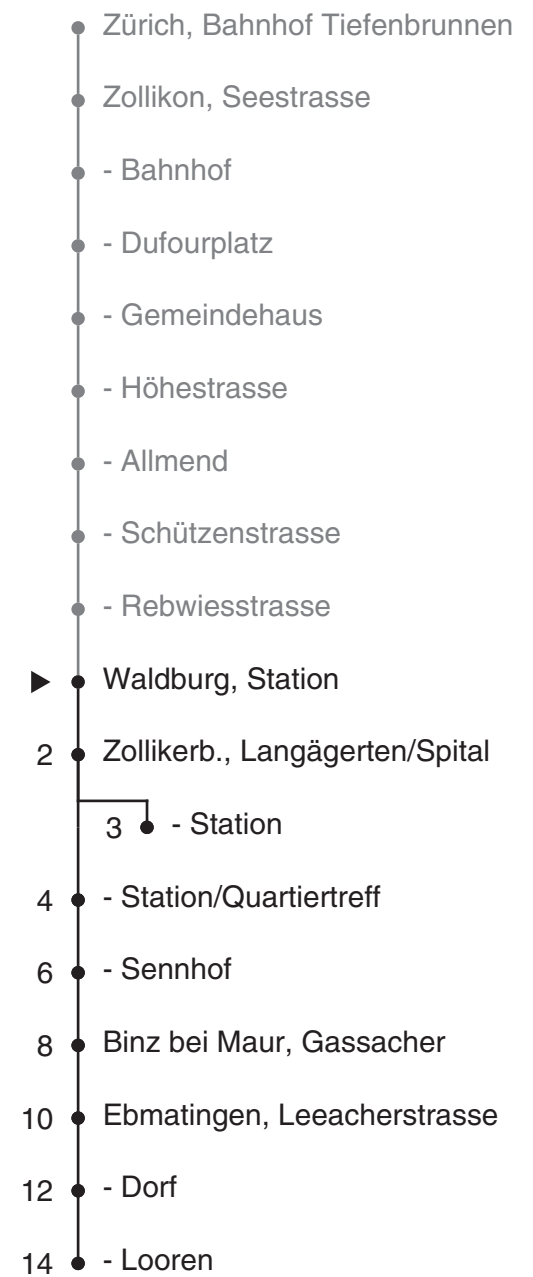 Zürich, Bahnhof Tiefenbrunnen
Zollikon, Seestrasse
- Bahnhof
- Dufourplatz
- Gemeindehaus
- Höhestrasse
- Allmend
- Schützenstrasse
- Rebwiesstrasse
Waldburg, Station
2 Zollikerb., Langägerten/Spital
3 - Station
4 - Station/Quartiertreff
6 - Sennhof
8 Binz bei Maur, Gassacher
10 Ebmatingen, Leeacherstrasse
12 - Dorf
14 - Looren